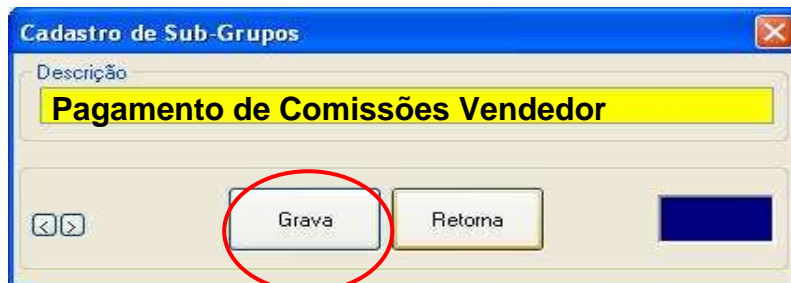 Cadastro de Sub-Grupos
Descrição
Pagamento de Comissões Vendedor
< > Grava Retorna